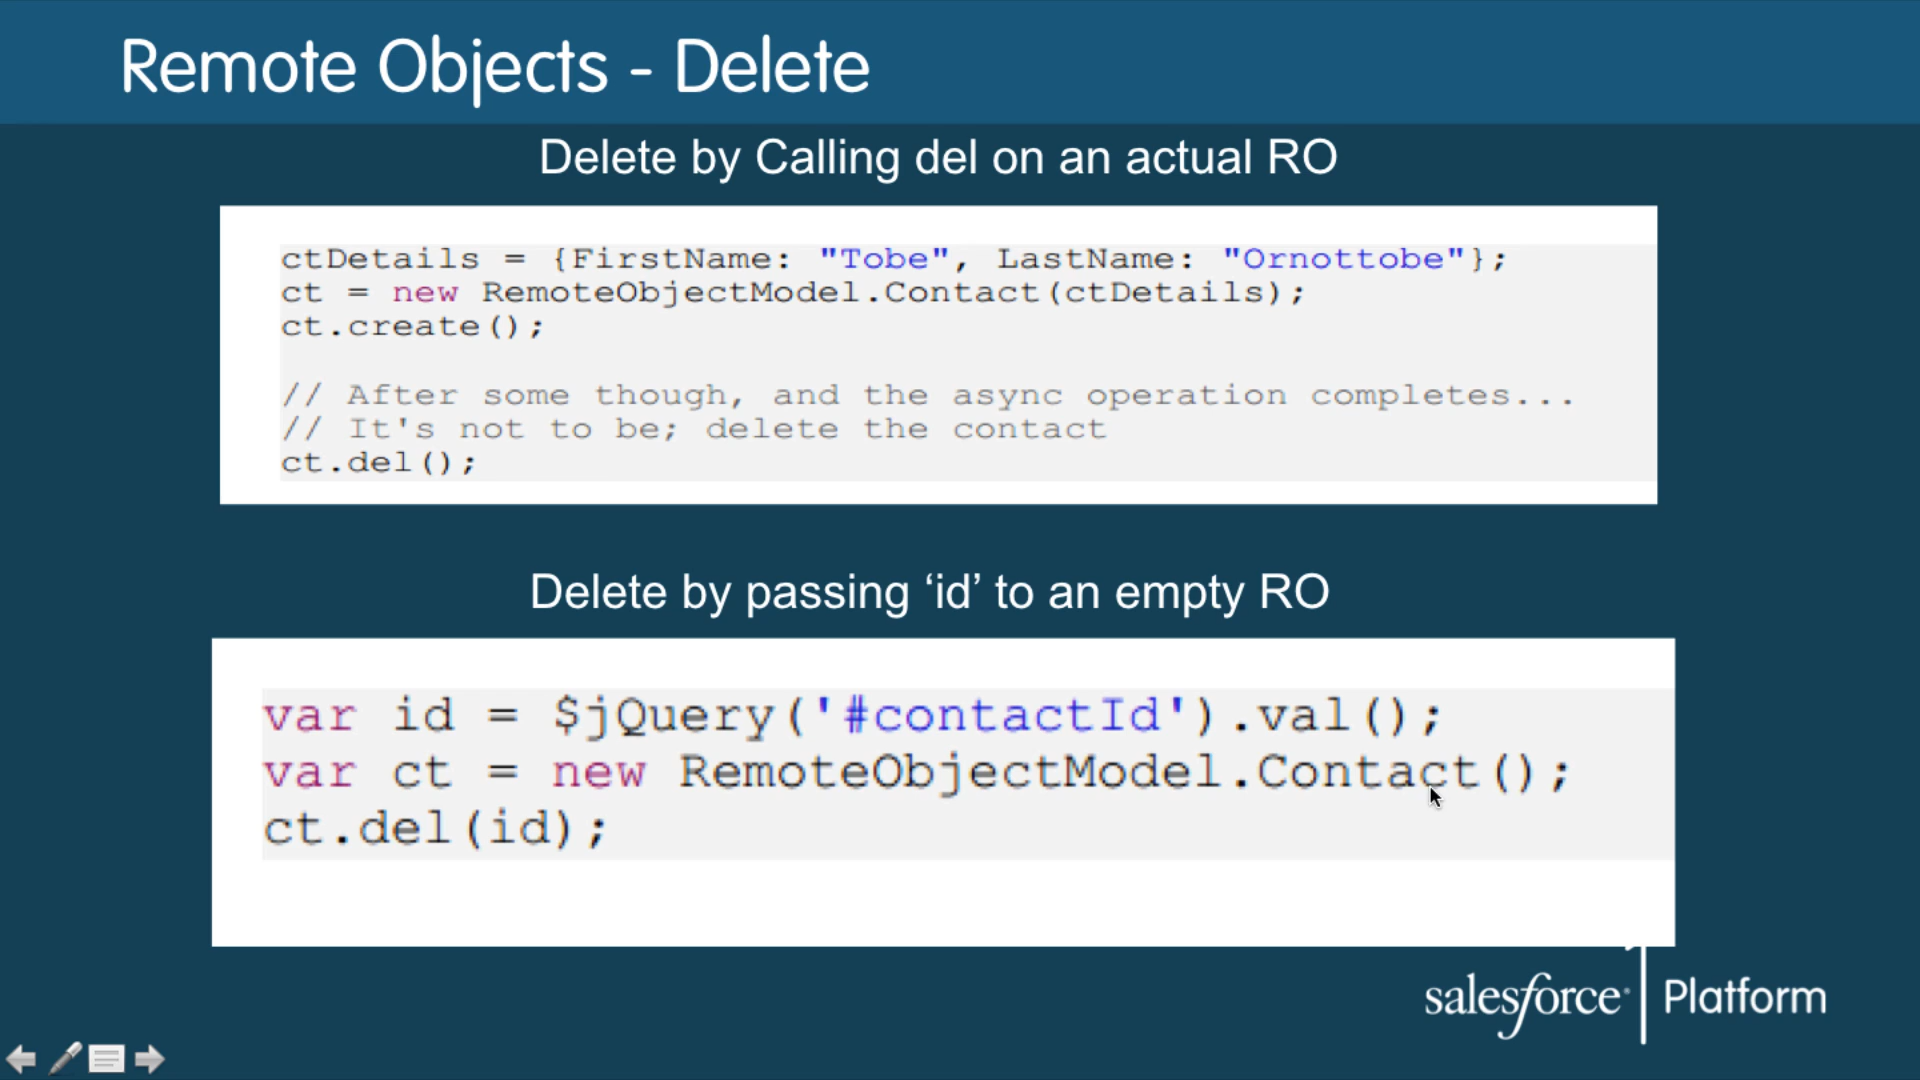 Remote Objects - Delete
Delete by Calling del on an actual RO
ctDetails = {FirstName: "Tobe", LastName: "Ornottobe"};
ct = new RemoteObjectModel.Contact(ctDetails);
ct.create();
// After some though, and the async operation completes...
// It's not to be; delete the contact
ct.del();
Delete by passing ‘id’ to an empty RO
var id = $jQuery('#contactId').val();
var ct = new RemoteObjectModel.Contact();
ct.del(id);
salesforce1 Platform